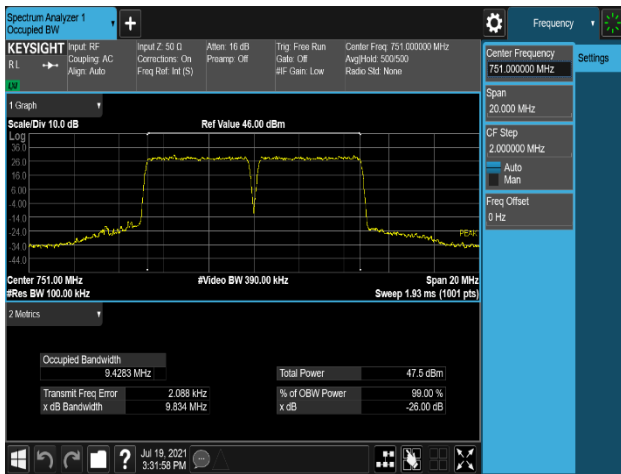 Spectrum Analyzer 1
Occupied BW
Frequency
KEYSIGHT
R L
Input: RF
Coupling: AC
Align: Auto
Input Z: 50 Ω
Corrections: On
Freq Ref: Int (S)
Atten: 16 dB
Preamp: Off
Trig: Free Run
Gate: Off
#IF Gain: Low
Center Freq: 751.000000 MHz
Avg|Hold: 500/500
Radio Std: None
Center Frequency
751.000000 MHz
Settings
Span
20.000 MHz
CF Step
2.000000 MHz
Auto
Man
Freq Offset
0 Hz
1 Graph
Scale/Div 10.0 dB
Ref Value 46.00 dBm
Log
36.0
26.0
16.0
6.00
-4.00
-14.0
-24.0
-34.0
-44.0
PEAK
Center 751.00 MHz
#Video BW 390.00 kHz
Span 20 MHz
#Res BW 100.00 kHz
Sweep 1.93 ms (1001 pts)
2 Metrics
Occupied Bandwidth
9.4283 MHz
Total Power
47.5 dBm
Transmit Freq Error
2.088 kHz
% of OBW Power
99.00 %
x dB Bandwidth
9.834 MHz
x dB
-26.00 dB
?
Jul 19, 2021
3:31:58 PM